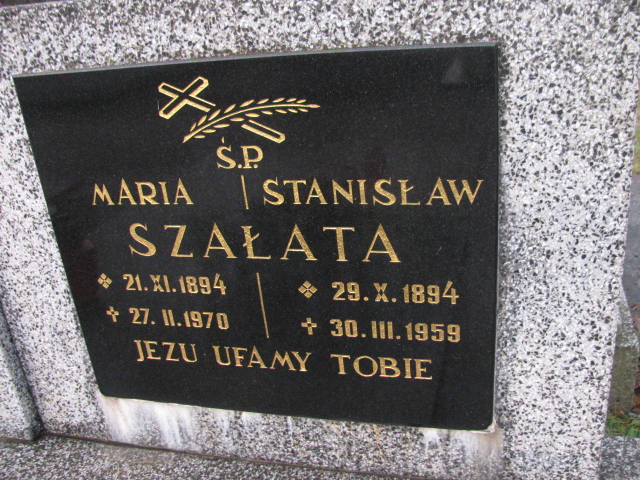 Ś.P.
MARIA | STANISŁAW
SZAŁATA
❖ 21.XI.1894 | ❖ 29.X.1894
✝ 27.II.1970 | ✝ 30.III.1959
JEZU UFAMY TOBIE